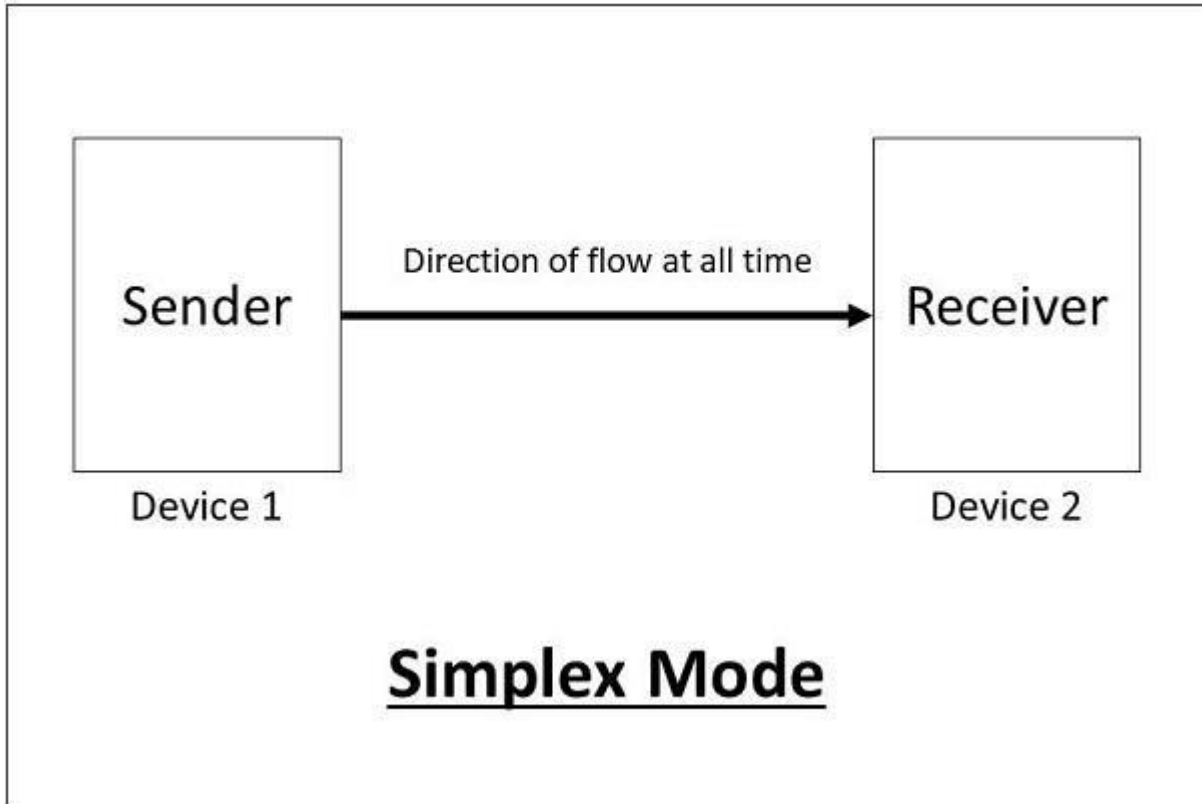 Direction of flow at all time
Sender
Receiver
Device 1
Device 2
Simplex Mode